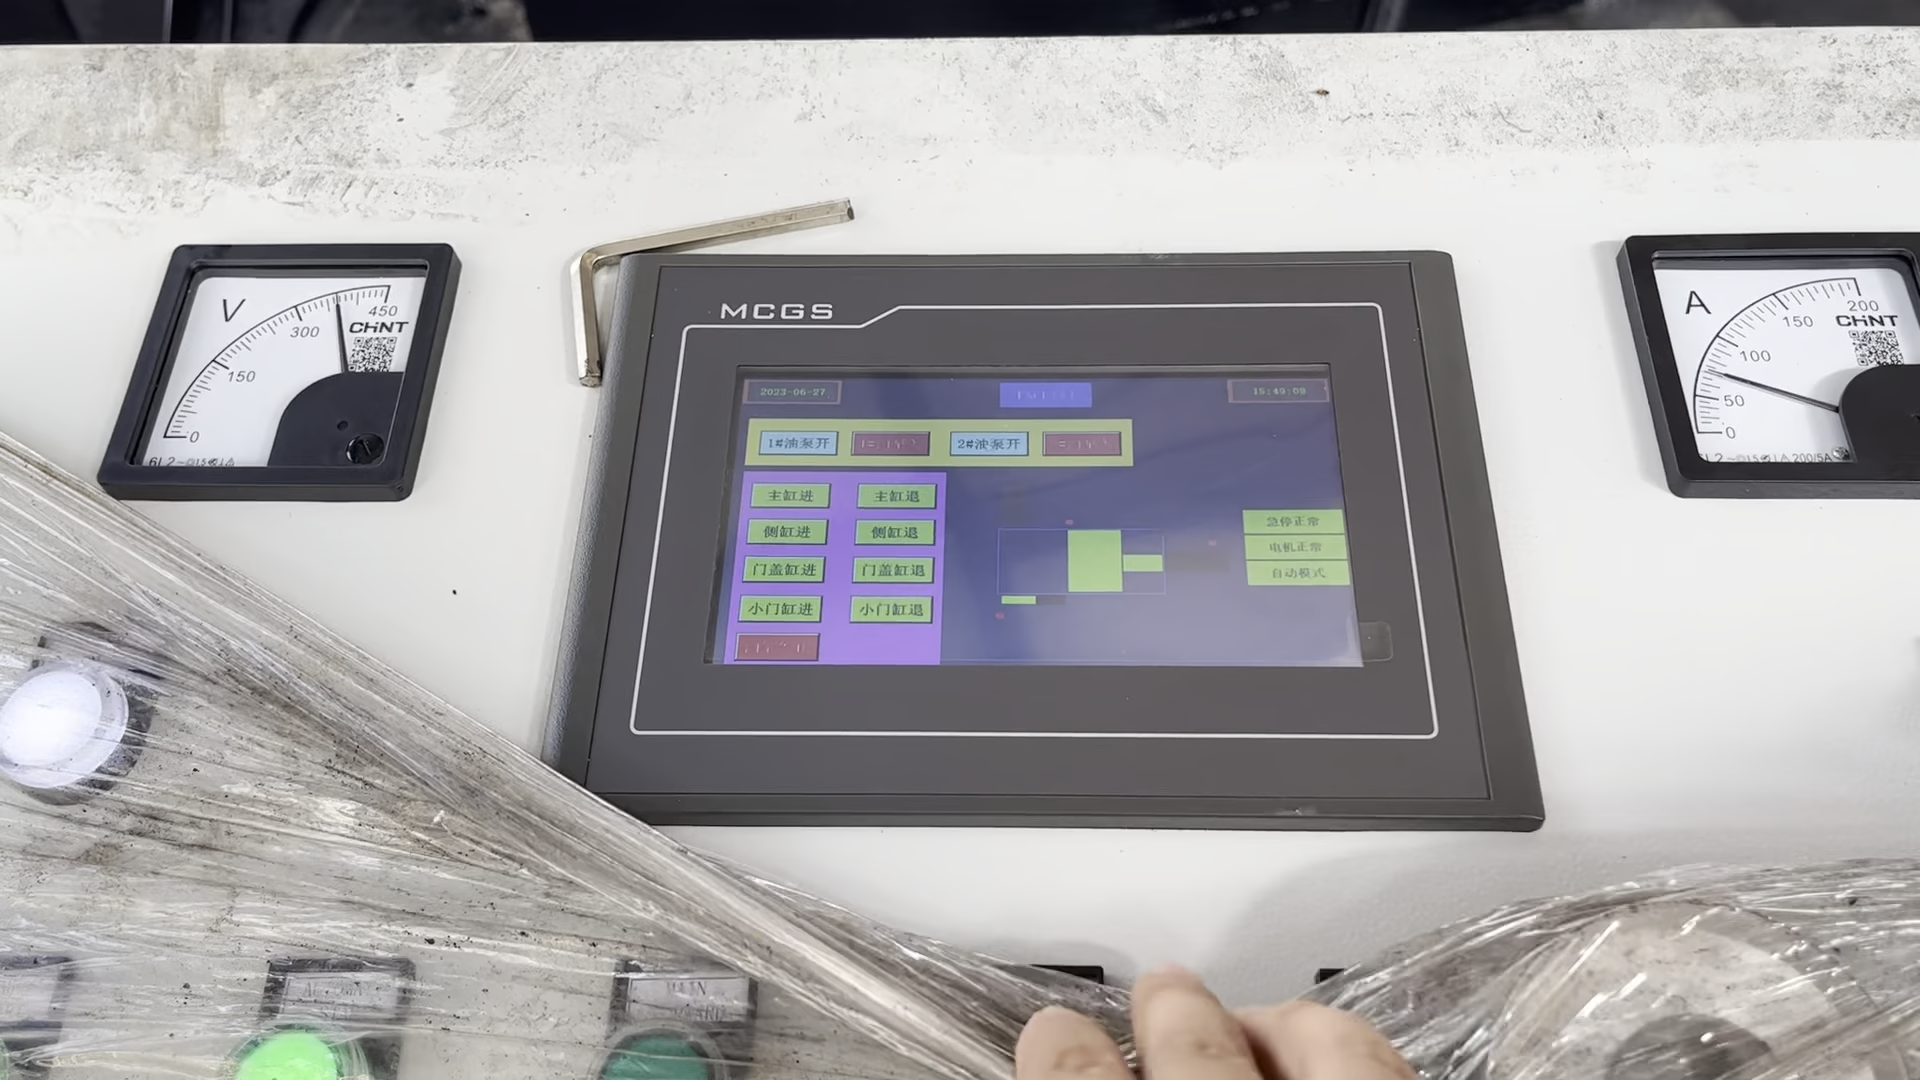 V
450
300
150
0
CHNT
MCGS
2023-06-27
15:49:09
1#油泵开
2#油泵开
主缸进
主缸退
侧缸进
侧缸退
门盖缸进
门盖缸退
小门缸进
小门缸退
急停正常
电机正常
自动模式
A
200
150
100
50
0
CHNT
200/5A
MAIN